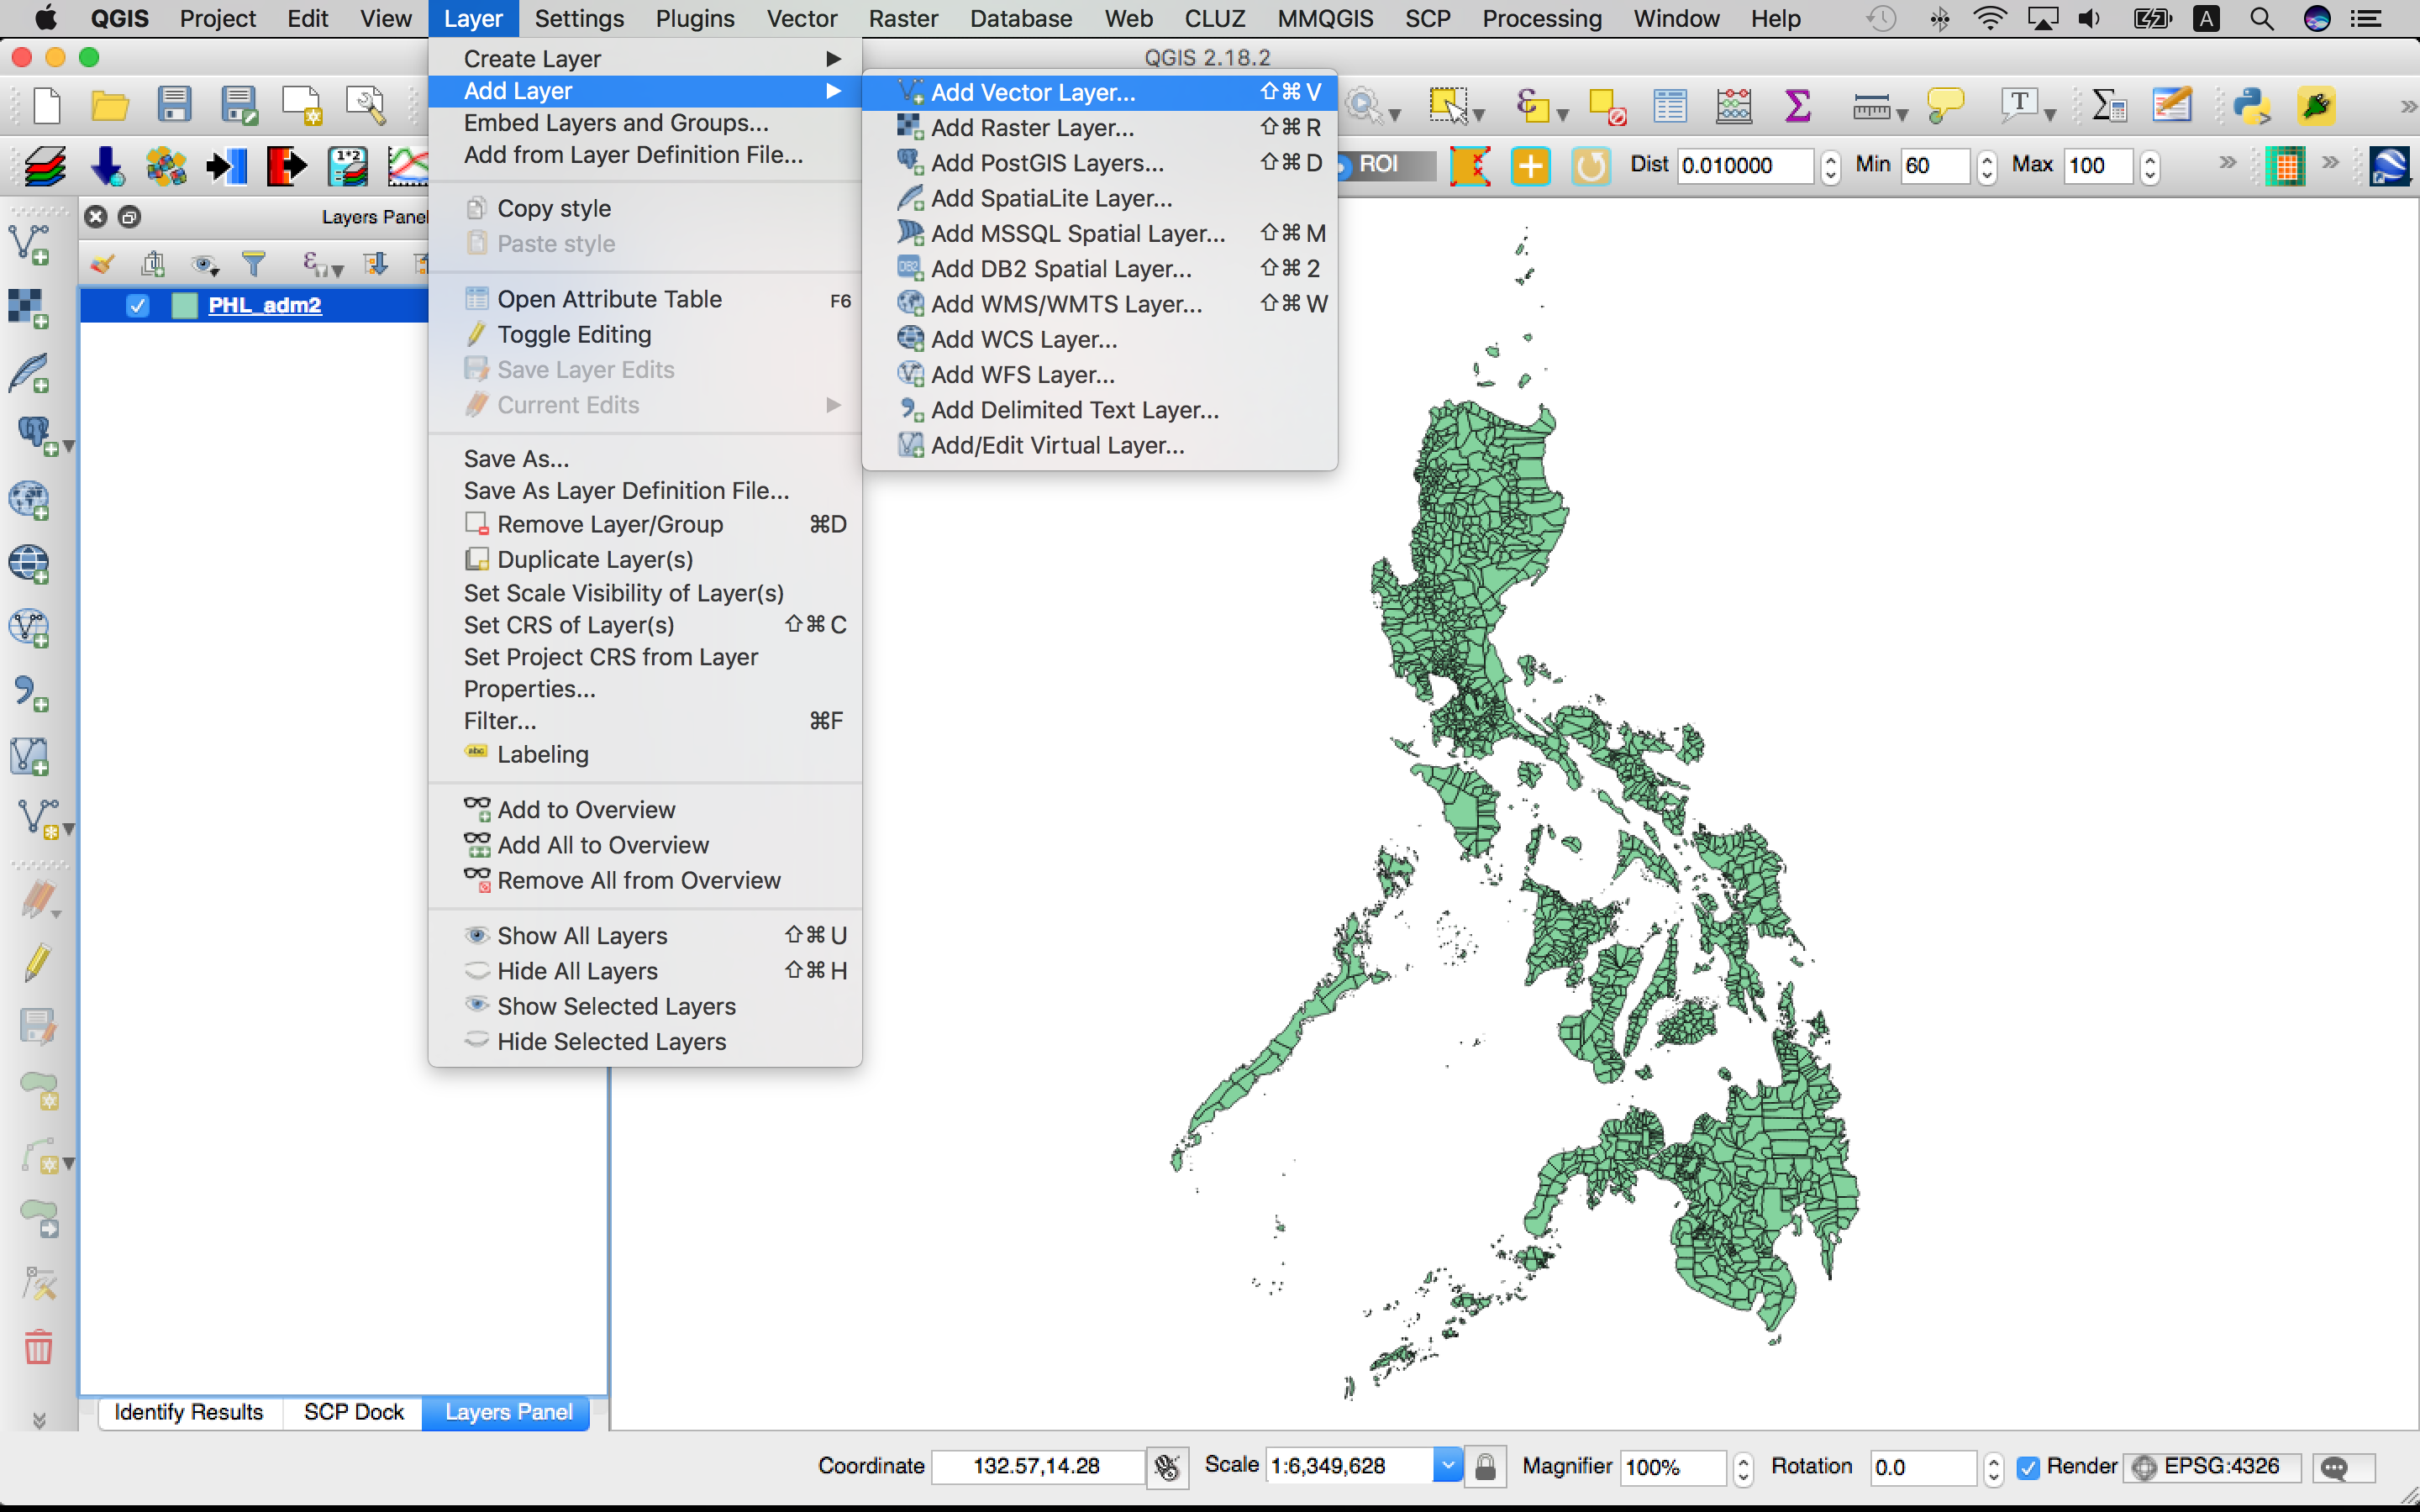 QGIS Project Edit View Layer Settings Plugins Vector Raster Database Web CLUZ MMQGIS SCP Processing Window Help
QGIS 2.18.2
Create Layer
Add Layer
Embed Layers and Groups...
Add from Layer Definition File...
Copy style
Paste style
Open Attribute Table F6
Toggle Editing
Save Layer Edits
Current Edits
Save As...
Save As Layer Definition File...
Remove Layer/Group ⌘D
Duplicate Layer(s)
Set Scale Visibility of Layer(s)
Set CRS of Layer(s) ⇧⌘C
Set Project CRS from Layer
Properties...
Filter... ⌘F
Labeling
Add to Overview
Add All to Overview
Remove All from Overview
Show All Layers ⇧⌘U
Hide All Layers ⇧⌘H
Show Selected Layers
Hide Selected Layers
Add Vector Layer... ⇧⌘V
Add Raster Layer... ⇧⌘R
Add PostGIS Layers... ⇧⌘D
Add SpatiaLite Layer...
Add MSSQL Spatial Layer... ⇧⌘M
Add DB2 Spatial Layer... ⇧⌘2
Add WMS/WMTS Layer... ⇧⌘W
Add WCS Layer...
Add WFS Layer...
Add Delimited Text Layer...
Add/Edit Virtual Layer...
ROI Dist 0.010000 Min 60 Max 100
Layers Panel
PHL_adm2
Identify Results SCP Dock Layers Panel
Coordinate 132.57,14.28 Scale 1:6,349,628 Magnifier 100% Rotation 0.0 Render EPSG:4326